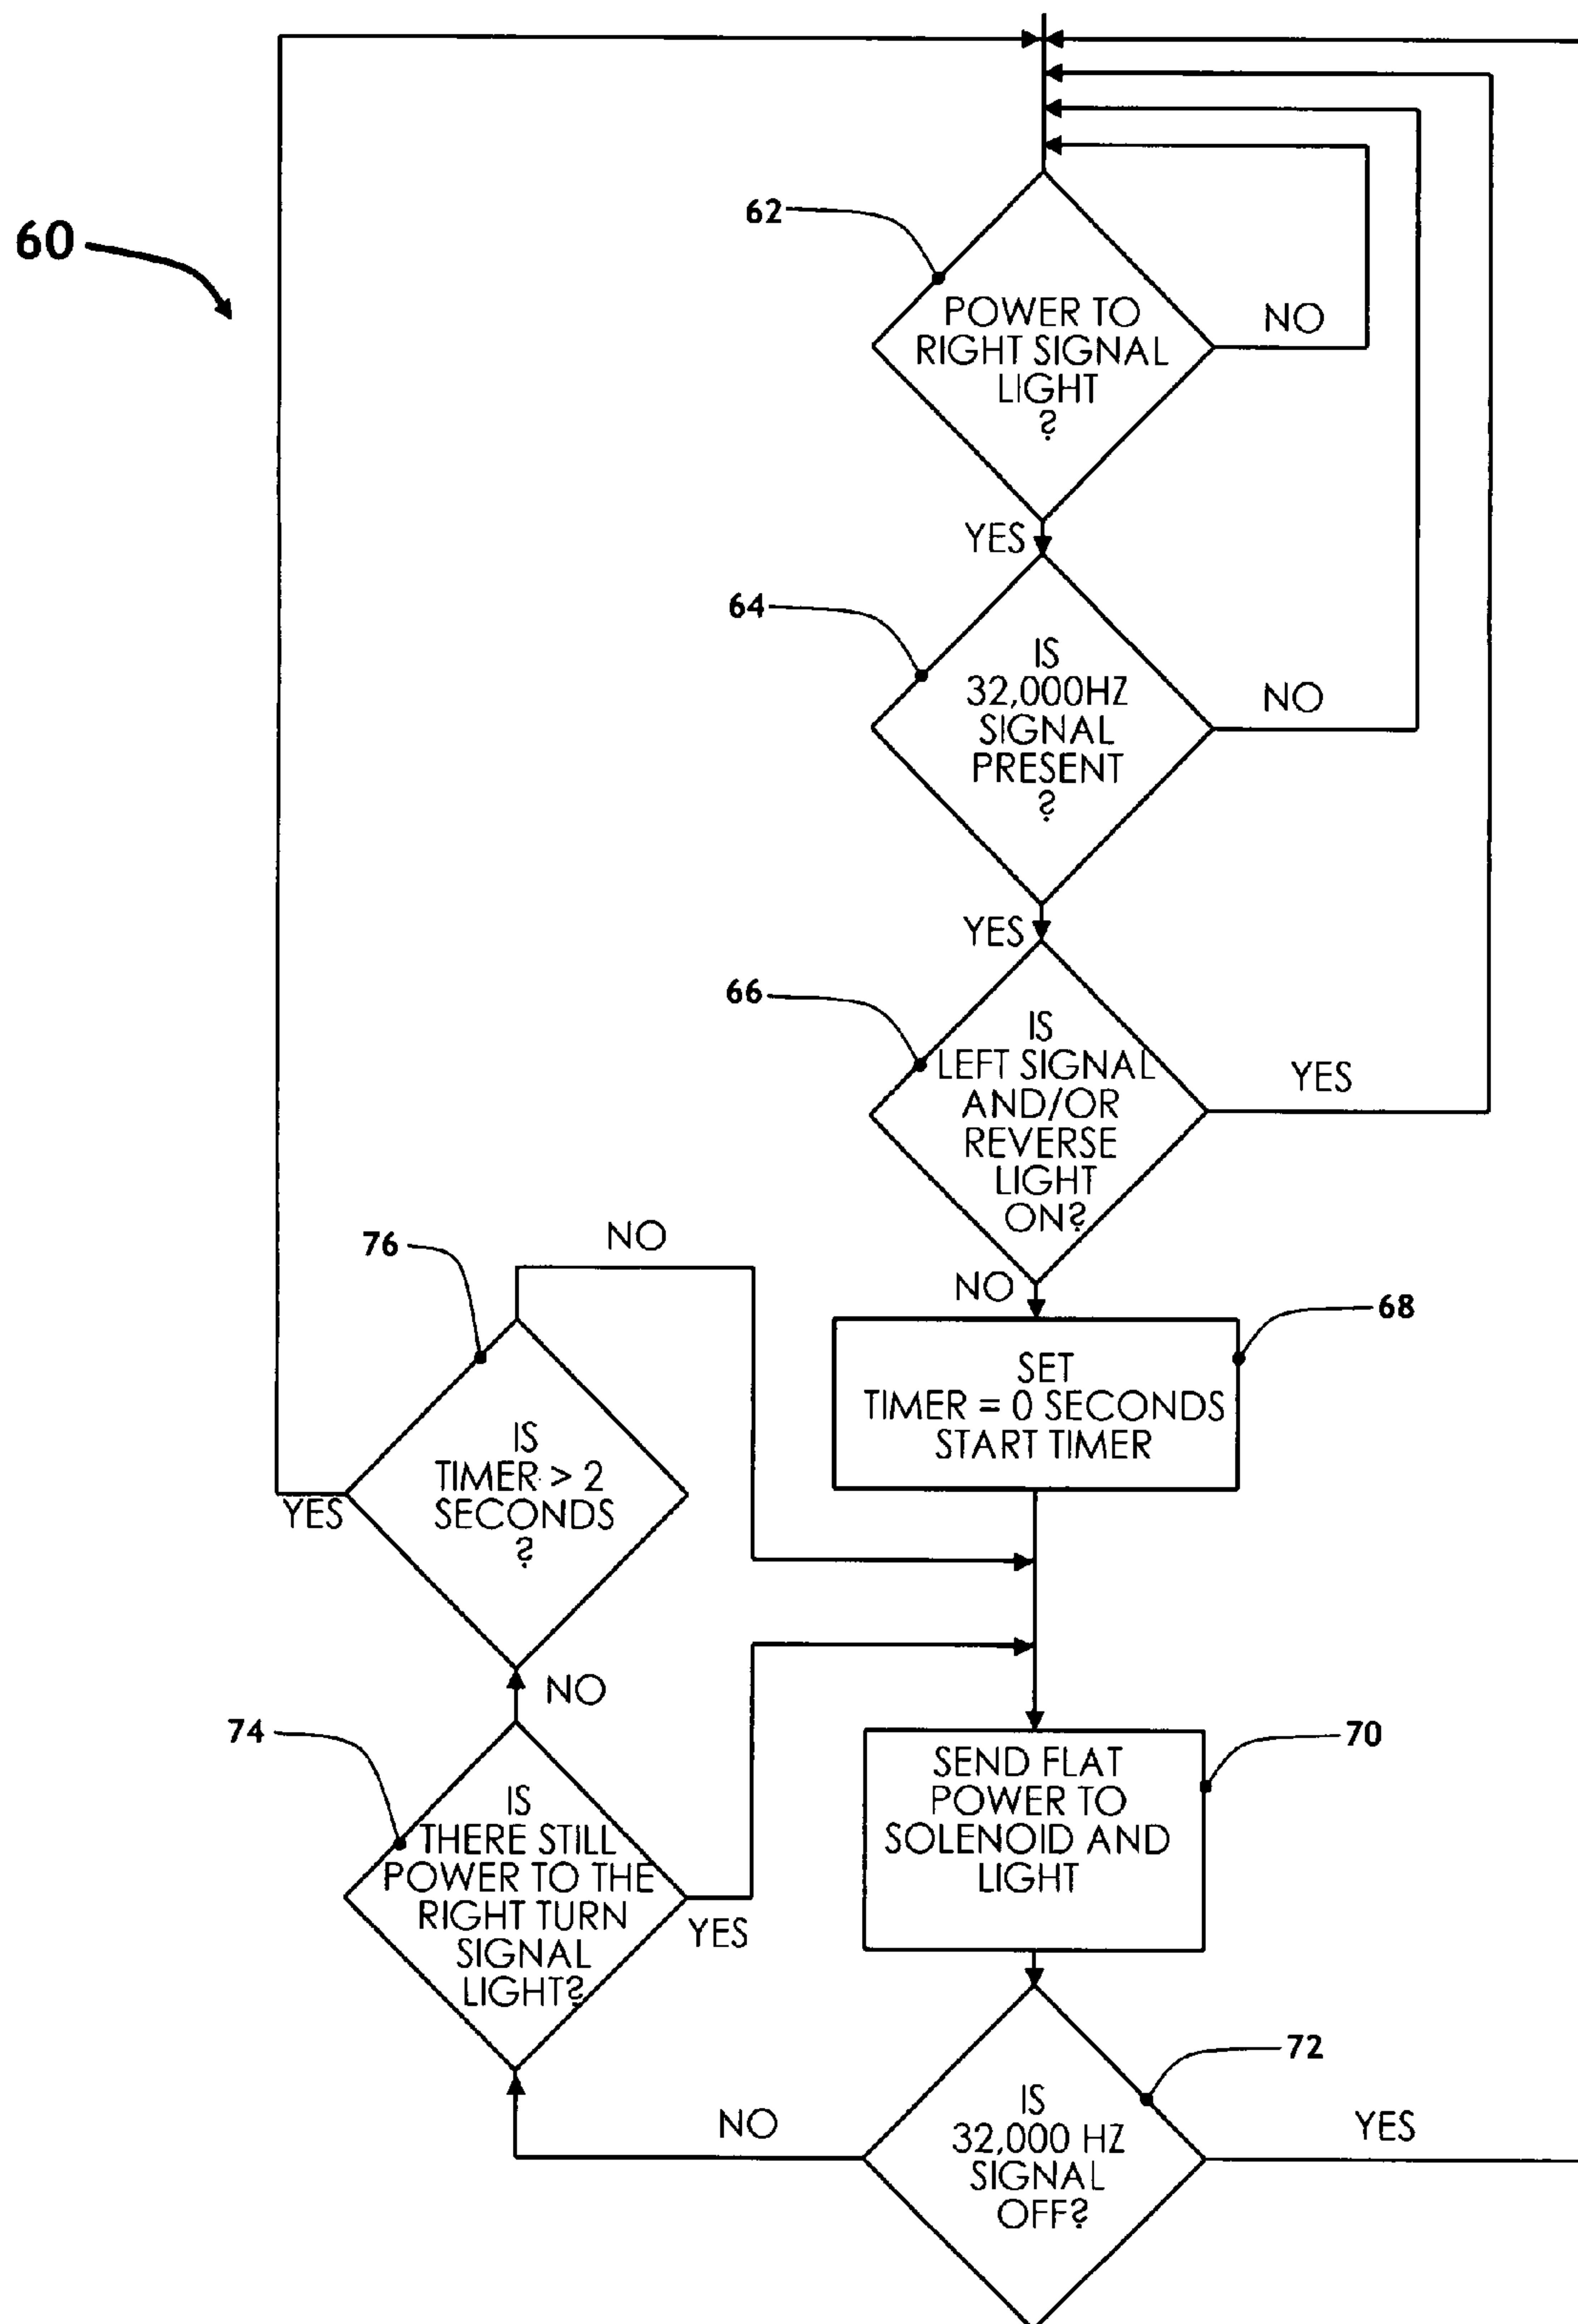 60
62
POWER TO
RIGHT SIGNAL
LIGHT
?
NO
YES
64
IS
32,000HZ
SIGNAL
PRESENT
?
NO
YES
66
IS
LEFT SIGNAL
AND/OR
REVERSE
LIGHT
ON?
YES
NO
68
SET
TIMER = 0 SECONDS
START TIMER
76
NO
IS
TIMER > 2
SECONDS
?
YES
NO
74
IS
THERE STILL
POWER TO THE
RIGHT TURN
SIGNAL
LIGHT?
YES
70
SEND FLAT
POWER TO
SOLENOID AND
LIGHT
72
IS
32,000 HZ
SIGNAL
OFF?
NO
YES